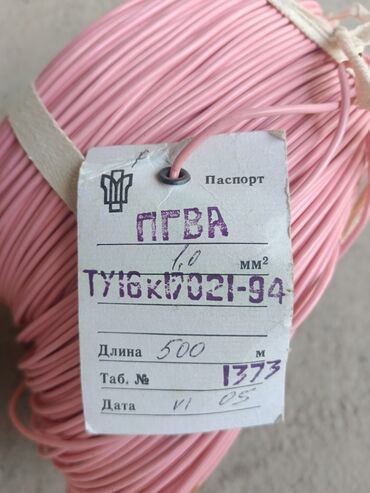 Паспорт
ПГВА
1,0 мм²
ТУ16к17021-94
Длина 500 м
Таб. № 1373
Дата VI 05